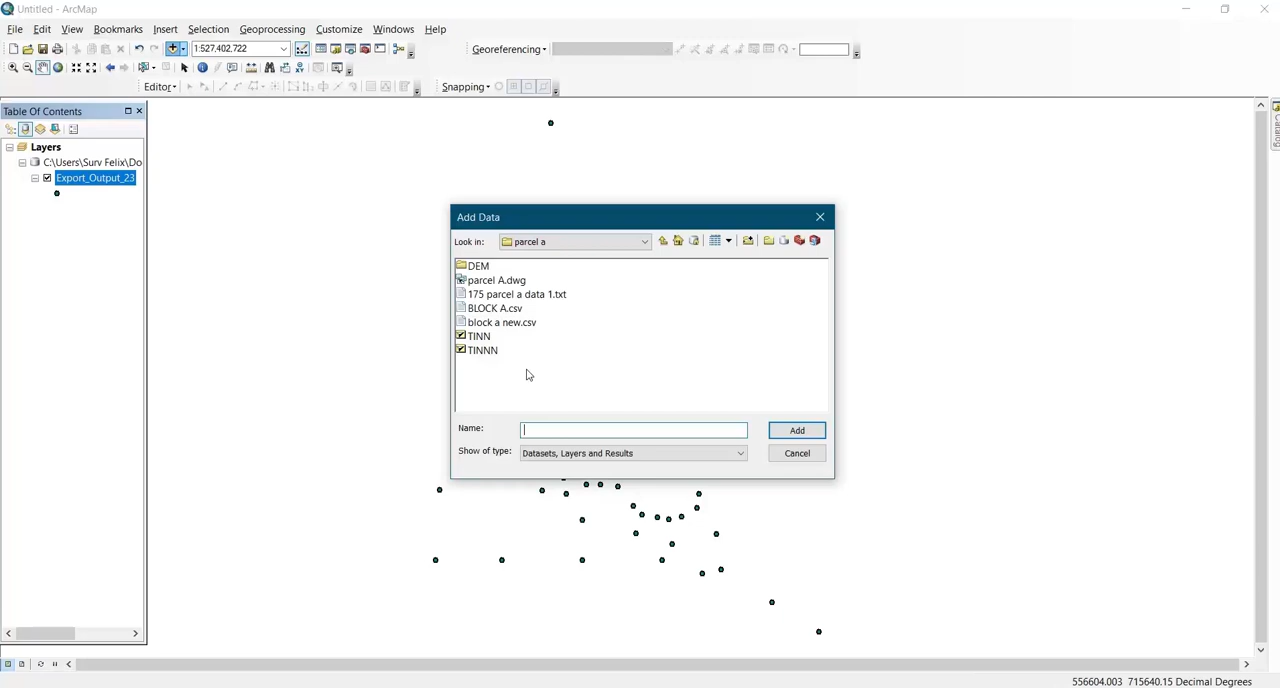 Untitled - ArcMap
File Edit View Bookmarks Insert Selection Geoprocessing Customize Windows Help
1:527,402,722
Georeferencing
Editor
Snapping
Table Of Contents
Layers
C:\Users\Surv Felix\Do
Export_Output_23
Catalog
Add Data
Look in:
parcel a
DEM
parcel A.dwg
175 parcel a data 1.txt
BLOCK A.csv
block a new.csv
TINN
TINNN
Name:
Add
Show of type:
Datasets, Layers and Results
Cancel
556604.003 715640.15 Decimal Degrees